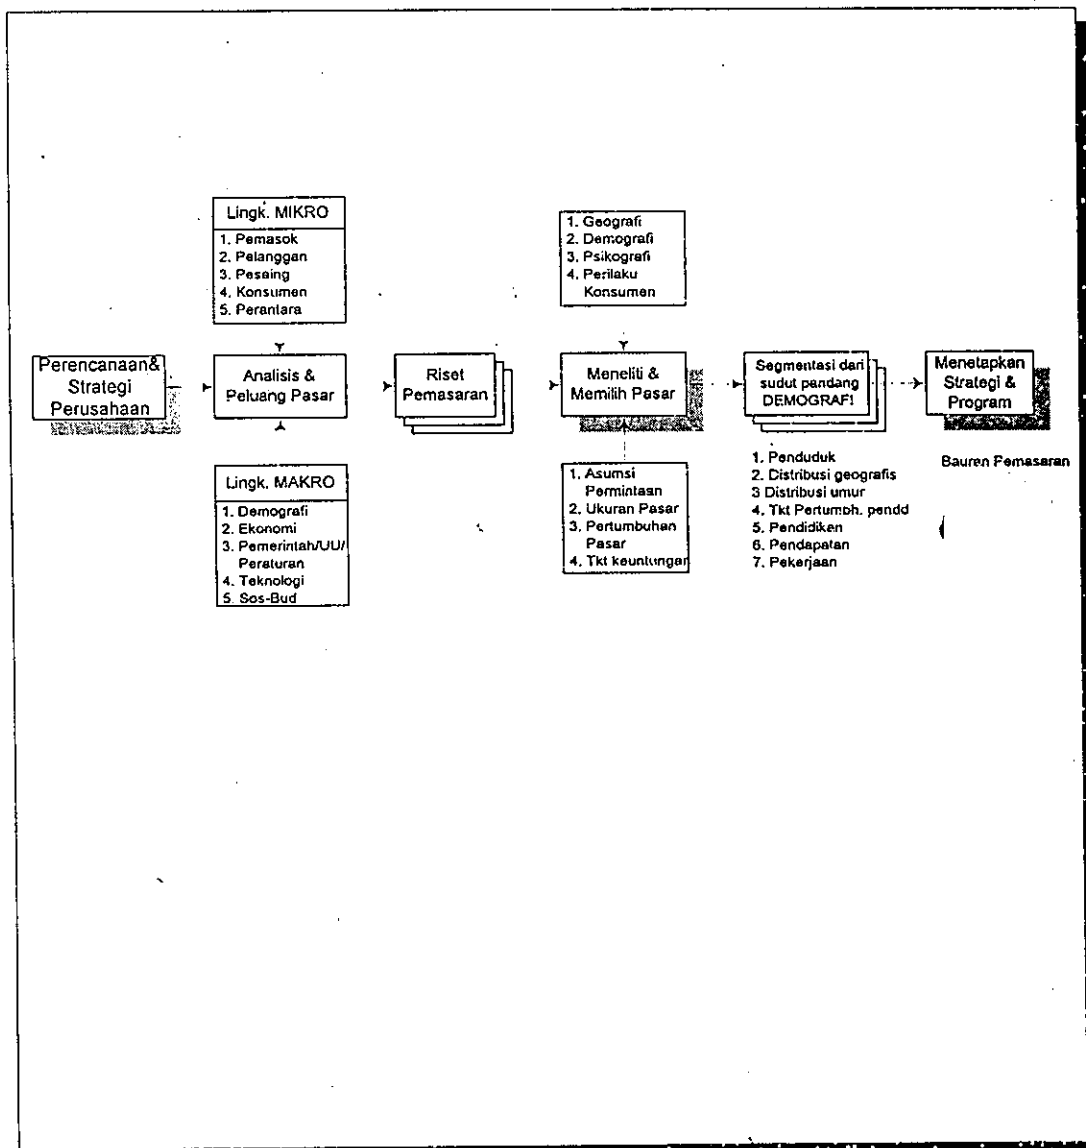 Lingk. MIKRO
1. Pemasok
2. Pelanggan
3. Pesaing
4. Konsumen
5. Perantara
1. Geografi
2. Demografi
3. Psikografi
4. Perilaku
Konsumen
Perencanaan&
Strategi
Perusahaan
Analisis &
Peluang Pasar
Riset
Pemasaran
Meneliti &
Memilih Pasar
Segmentasi dari
sudut pandang
DEMOGRAFI
Menetapkan
Strategi &
Program
Lingk. MAKRO
1. Demografi
2. Ekonomi
3. Pemerintah/UU/
Peraturan
4. Teknologi
5. Sos-Bud
1. Asumsi
Permintaan
2. Ukuran Pasar
3. Pertumbuhan
Pasar
4. Tkt keuntungan
1. Penduduk
2. Distribusi geografis
3 Distribusi umur
4. Tkt Pertumbh. pendd
5. Pendidikan
6. Pendapatan
7. Pekerjaan
Bauren Pemasaran